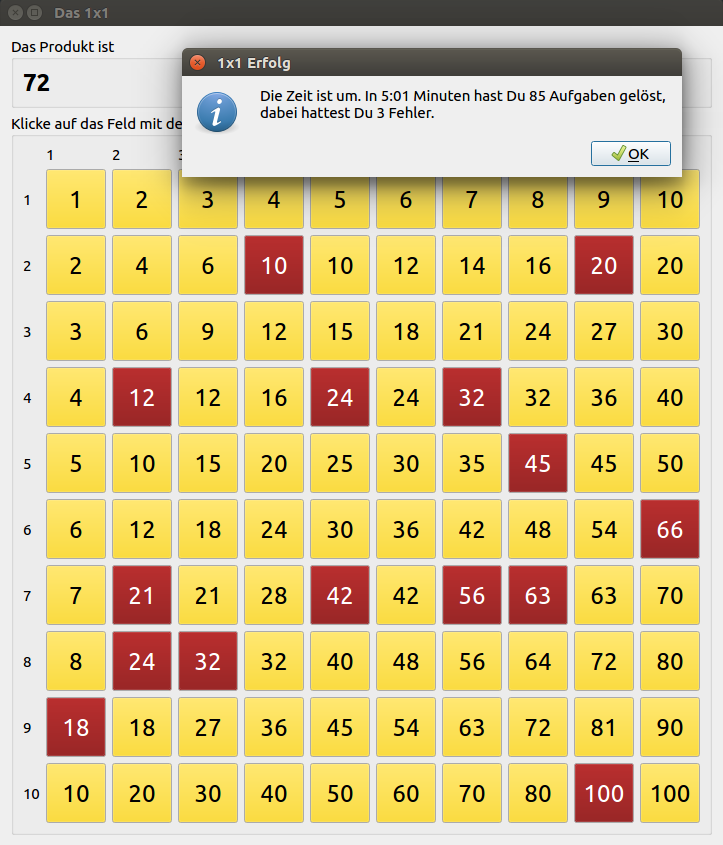 Das 1x1
Das Produkt ist
72
1x1 Erfolg
Die Zeit ist um. In 5:01 Minuten hast Du 85 Aufgaben gelöst,
dabei hattest Du 3 Fehler.
OK
Klicke auf das Feld mit de
1 2
1 1 2 3 4 5 6 7 8 9 10
2 2 4 6 10 10 12 14 16 20 20
3 3 6 9 12 15 18 21 24 27 30
4 4 12 12 16 24 24 32 32 36 40
5 5 10 15 20 25 30 35 45 45 50
6 6 12 18 24 30 36 42 48 54 66
7 7 21 21 28 42 42 56 63 63 70
8 8 24 32 32 40 48 56 64 72 80
9 18 18 27 36 45 54 63 72 81 90
10 10 20 30 40 50 60 70 80 100 100